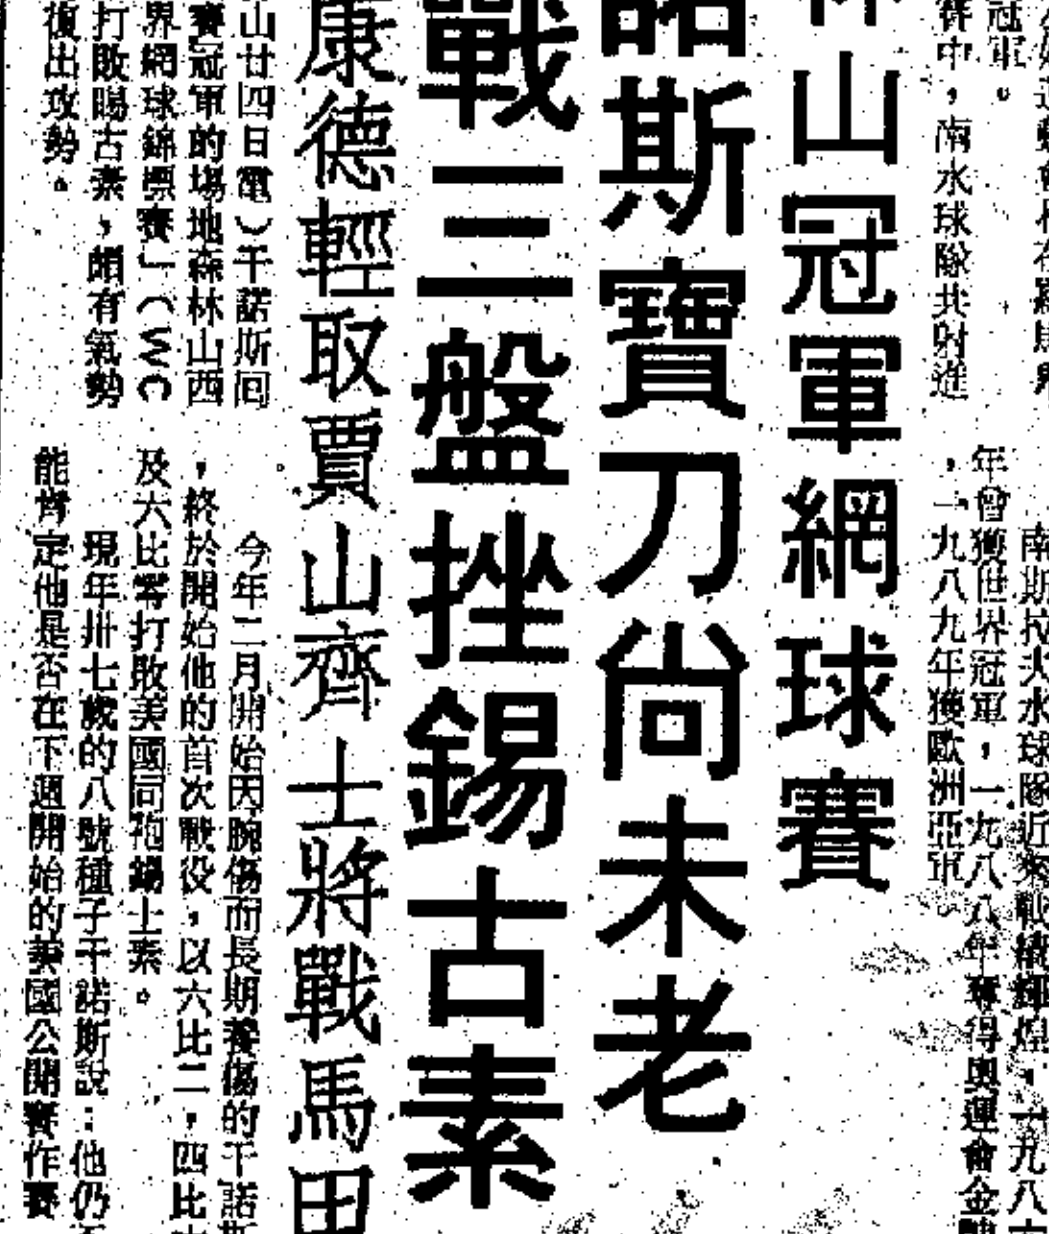 冠軍。
賽中，南水球隊共射進
南斯拉夫水球隊近來戰績輝煌，一九八
年曾獲世界冠軍，一九八八年奪得奧運會金牌
，一九八九年獲歐洲亞軍。
林山冠軍網球賽
諾斯寶刀尚未老
戰三盤挫錫古素
康德輕取賈山齊士將戰馬田
山廿四日電）干諾斯回
賽冠軍的場地森林山西
界網球錦標賽」（WC
打敗賜古素，頗有氣勢
復出攻勢。
今年二月開始因腕傷而長期養傷的干諾斯
，終於開始他的首次戰役，以六比二，四比
及六比零打敗美國同袍錫土素。
現年卅七歲的八號種子干諾斯說：他仍
能肯定他是否在下週開始的美國公開賽作賽